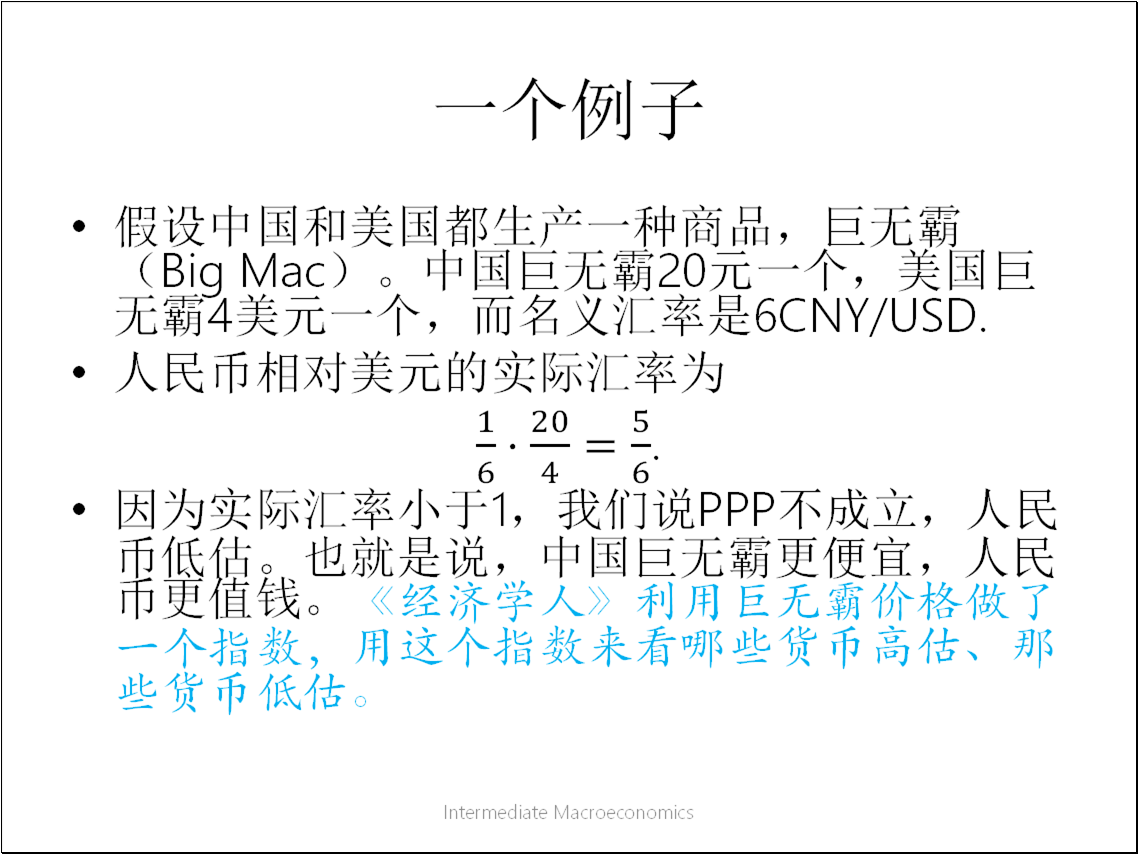 一个例子
• 假设中国和美国都生产一种商品，巨无霸
（Big Mac）。中国巨无霸20元一个，美国巨
无霸4美元一个，而名义汇率是6CNY/USD.
• 人民币相对美元的实际汇率为
1/6 · 20/4 = 5/6.
• 因为实际汇率小于1，我们说PPP不成立，人民
币低估。也就是说，中国巨无霸更便宜，人民
币更值钱。《经济学人》利用巨无霸价格做了
一个指数，用这个指数来看哪些货币高估、那
些货币低估。
Intermediate Macroeconomics